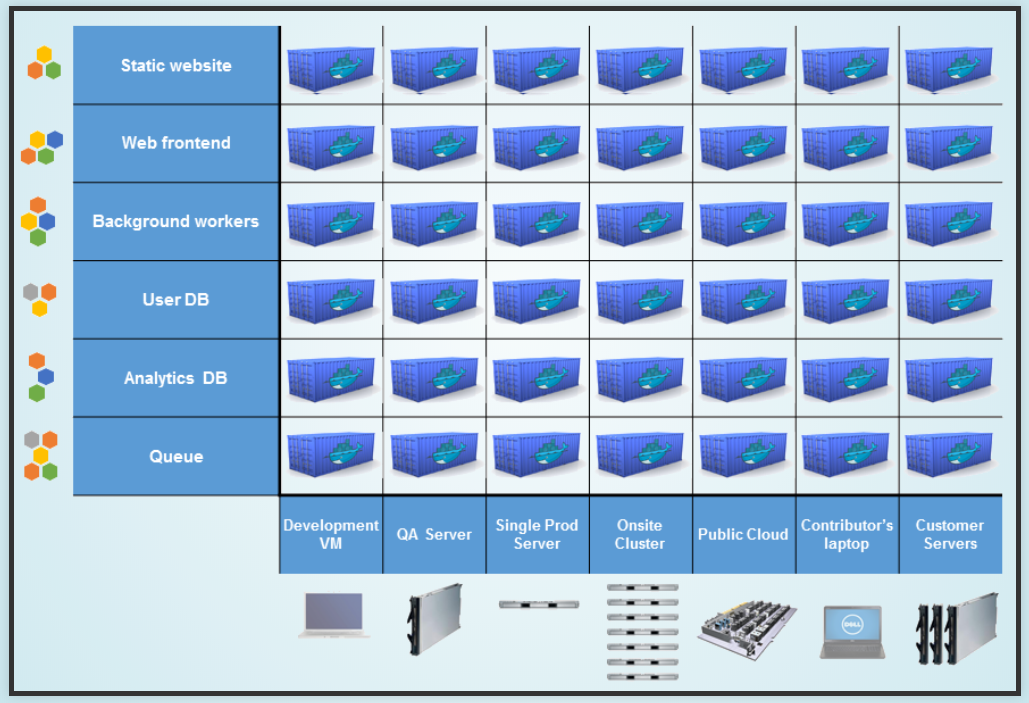 Static website
Web frontend
Background workers
User DB
Analytics DB
Queue
Development
VM
QA Server
Single Prod
Server
Onsite
Cluster
Public Cloud
Contributor's
laptop
Customer
Servers
DELL